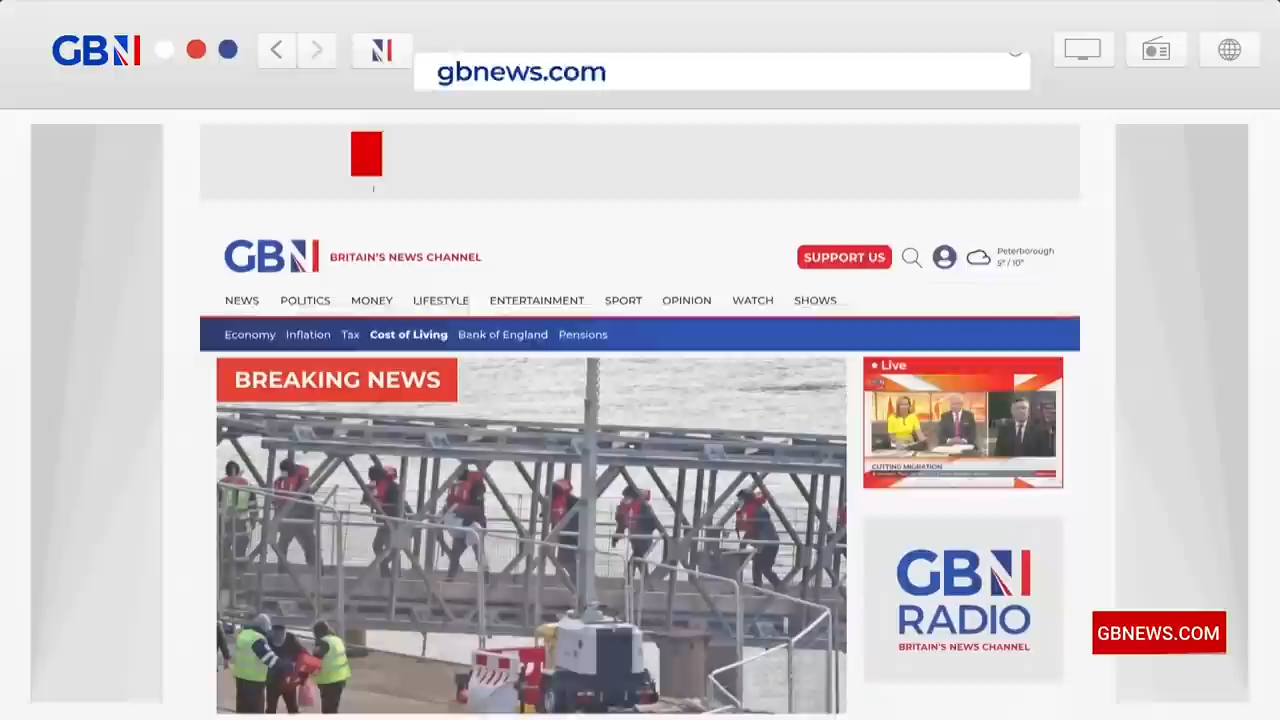 GBN
gbnews.com
GBN BRITAIN'S NEWS CHANNEL
SUPPORT US
Peterborough
5° / 10°
NEWS POLITICS MONEY LIFESTYLE ENTERTAINMENT SPORT OPINION WATCH SHOWS
Economy Inflation Tax Cost of Living Bank of England Pensions
BREAKING NEWS
Live
CUTTING MIGRATION
GBN
RADIO
BRITAIN'S NEWS CHANNEL
GBNEWS.COM